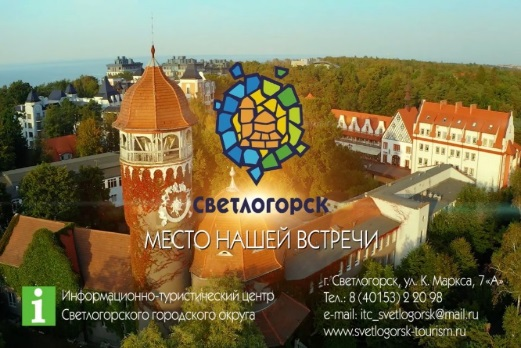 СВЕТЛОГОРСК
МЕСТО НАШЕЙ ВСТРЕЧИ
i
Информационно-туристический центр
Светлогорского городского округа
г. Светлогорск, ул. К. Маркса, 7 «А»
Тел.: 8 (40153) 2 20 98
e-mail: itc_svetlogorsk@mail.ru
www.svetlogorsk-tourism.ru